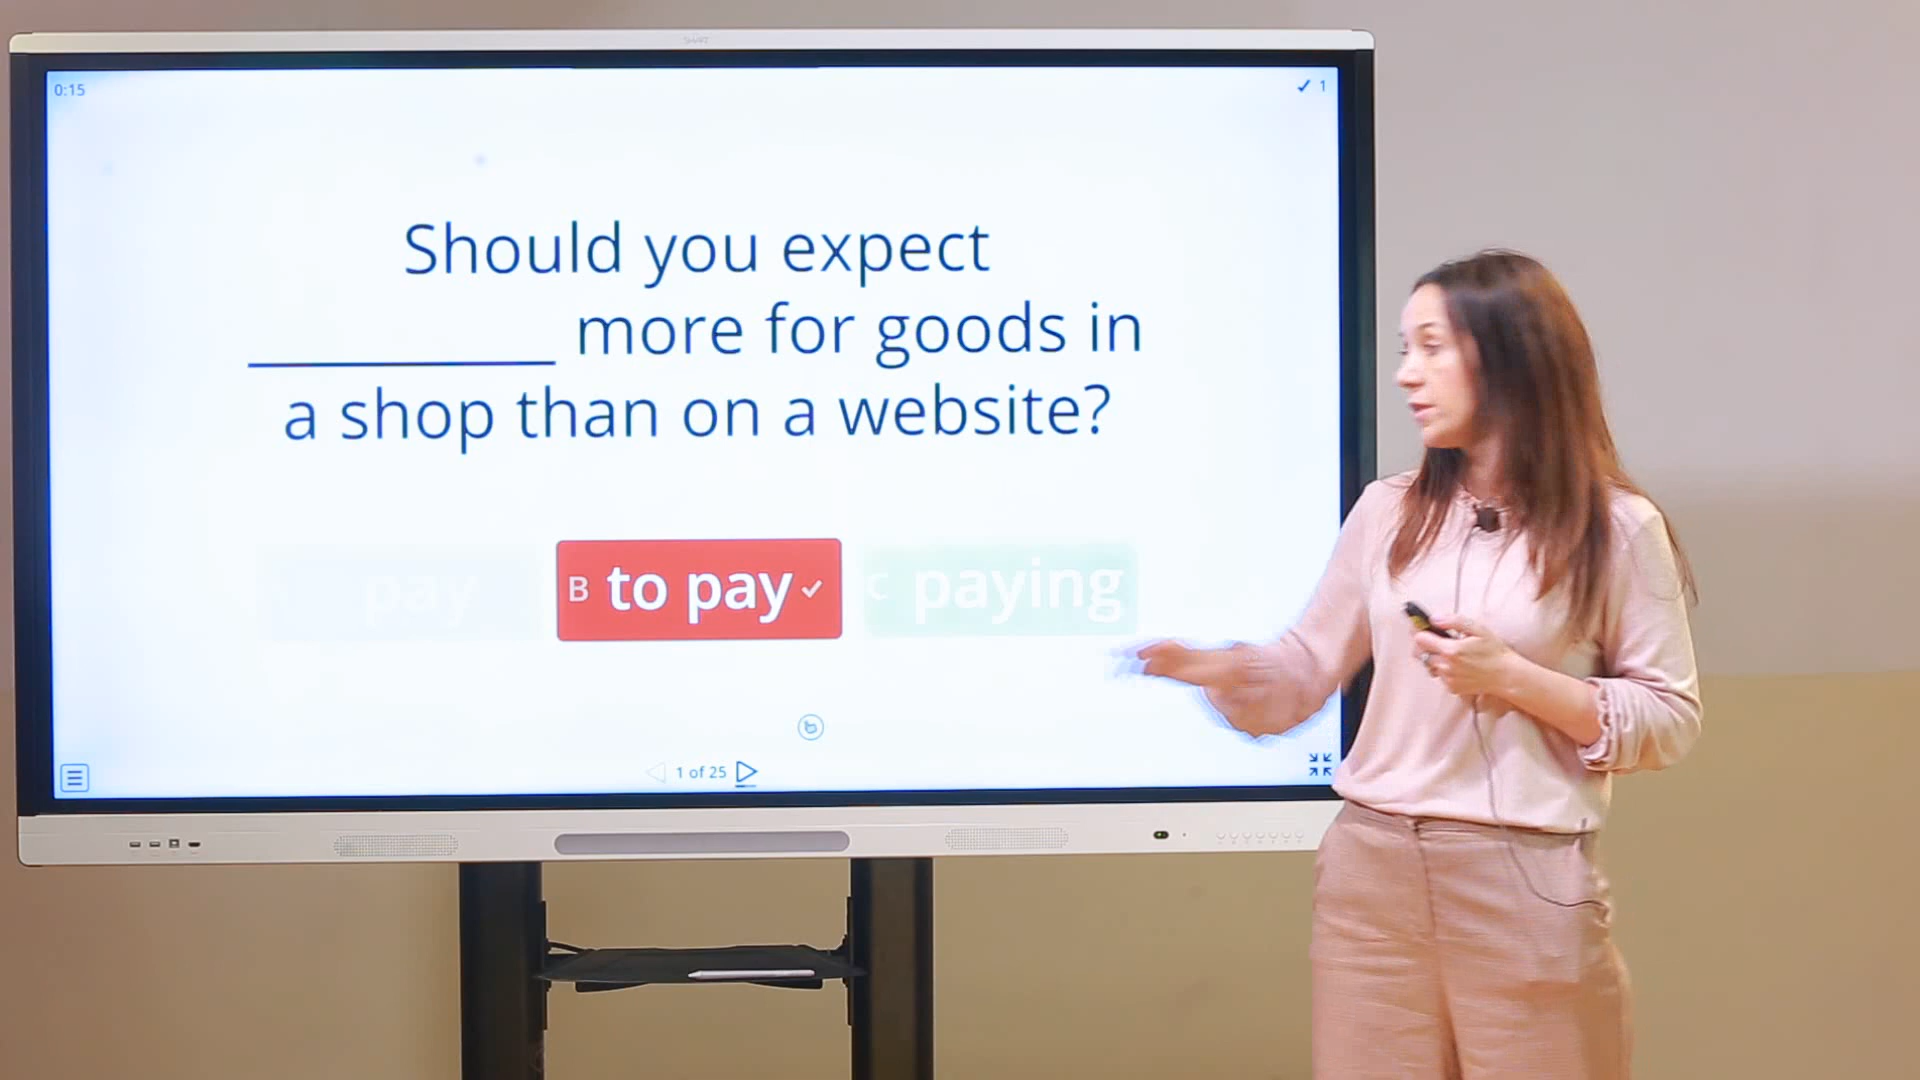 SMART
0:15
✓ 1
Should you expect
__________ more for goods in
a shop than on a website?
pay
B to pay ✓
C paying
1 of 25